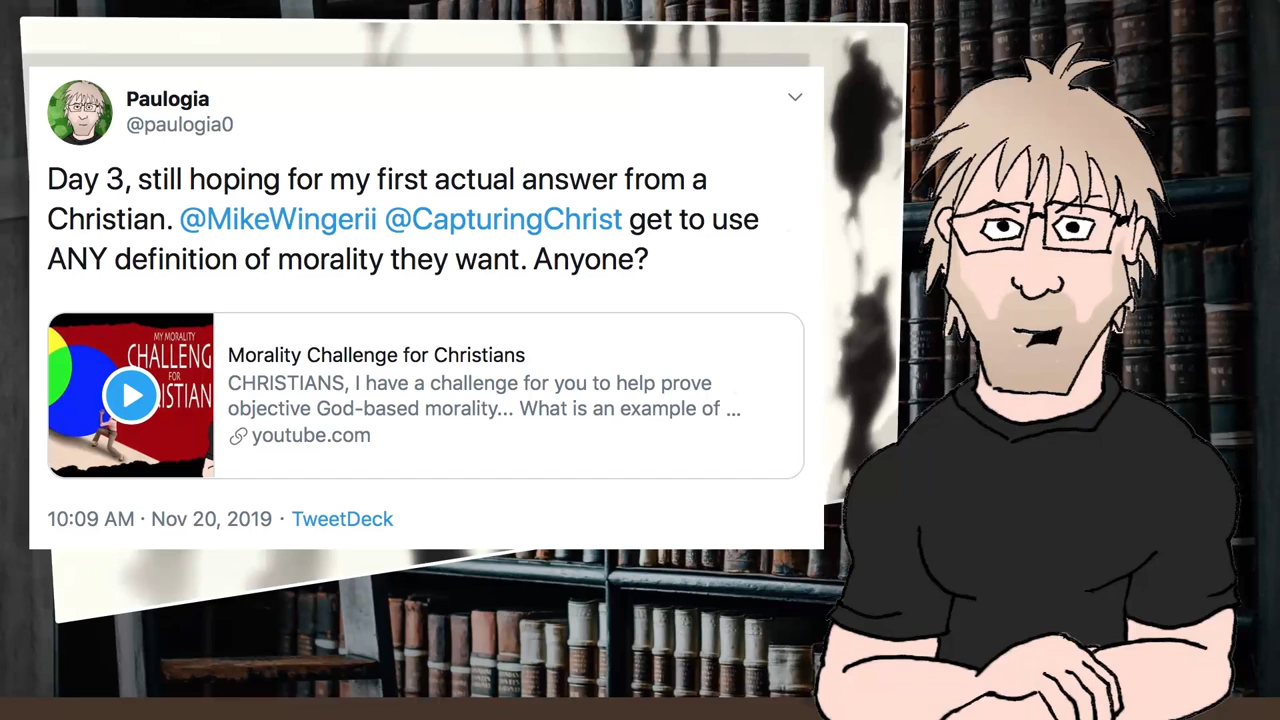 Paulogia
@paulogia0
Day 3, still hoping for my first actual answer from a
Christian. @MikeWingerii @CapturingChrist get to use
ANY definition of morality they want. Anyone?
MY MORALITY
CHALLENG
FOR
ISTIAN
Morality Challenge for Christians
CHRISTIANS, I have a challenge for you to help prove
objective God-based morality... What is an example of ...
youtube.com
10:09 AM · Nov 20, 2019 · TweetDeck